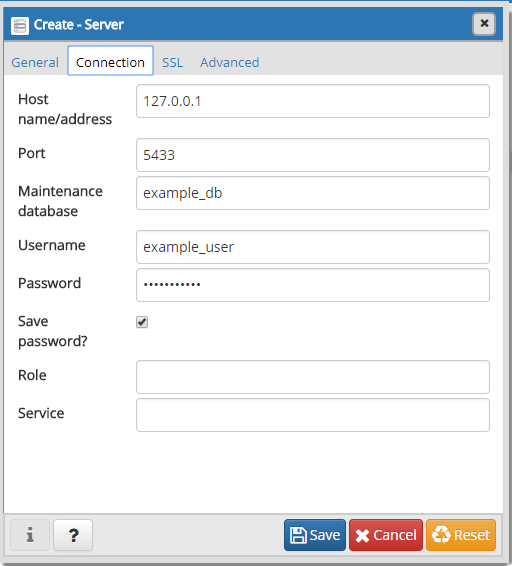 Create - Server
General Connection SSL Advanced
Host name/address 127.0.0.1
Port 5433
Maintenance database example_db
Username example_user
Password •••••••••••
Save password?
Role
Service
i ? Save Cancel Reset